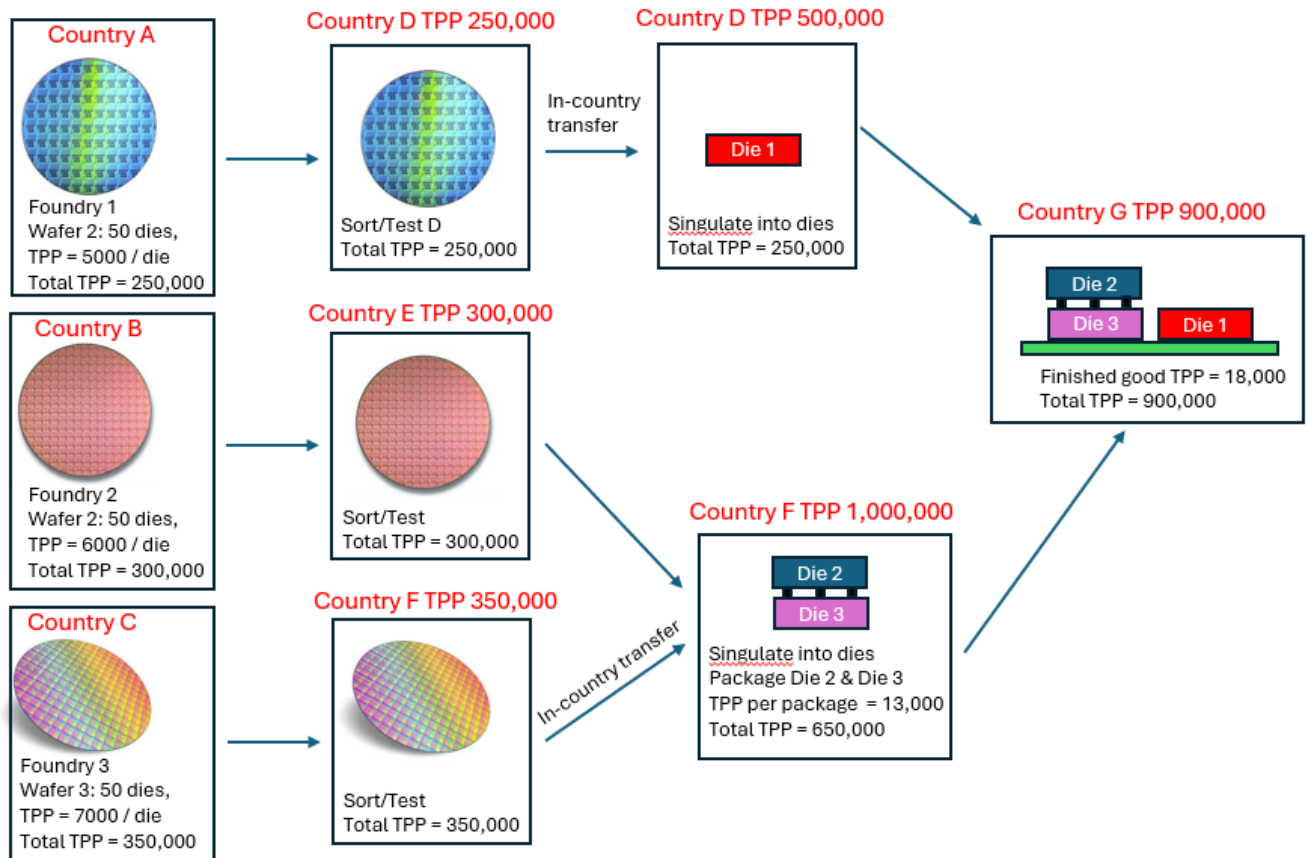 Country A
Foundry 1
Wafer 2: 50 dies,
TPP = 5000 / die
Total TPP = 250,000
Country D TPP 250,000
Sort/Test D
Total TPP = 250,000
In-country
transfer
Country D TPP 500,000
Die 1
Singulate into dies
Total TPP = 250,000
Country B
Foundry 2
Wafer 2: 50 dies,
TPP = 6000 / die
Total TPP = 300,000
Country E TPP 300,000
Sort/Test
Total TPP = 300,000
Country C
Foundry 3
Wafer 3: 50 dies,
TPP = 7000 / die
Total TPP = 350,000
Country F TPP 350,000
Sort/Test
Total TPP = 350,000
In-country transfer
Country F TPP 1,000,000
Die 2
Die 3
Singulate into dies
Package Die 2 & Die 3
TPP per package = 13,000
Total TPP = 650,000
Country G TPP 900,000
Die 2
Die 3
Die 1
Finished good TPP = 18,000
Total TPP = 900,000